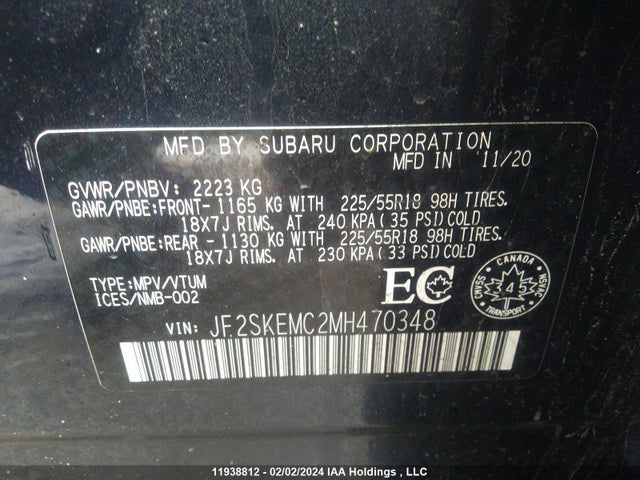 MFD BY SUBARU CORPORATION
MFD IN 11/20
GVWR/PNBV: 2223 KG
GAWR/PNBE:FRONT- 1165 KG WITH 225/55R18 98H TIRES.
18X7J RIMS. AT 240 KPA(35 PSI)COLD
GAWR/PNBE:REAR - 1130 KG WITH 225/55R18 98H TIRES.
18X7J RIMS. AT 230 KPA(33 PSI)COLD
TYPE:MPV/VTUM
ICES/NMB-002
EC
CANADA
CMVSS
NSVAC
345
TRANSPORT
VIN: JF2SKEMC2MH470348
11938812 - 02/02/2024 IAA Holdings , LLC